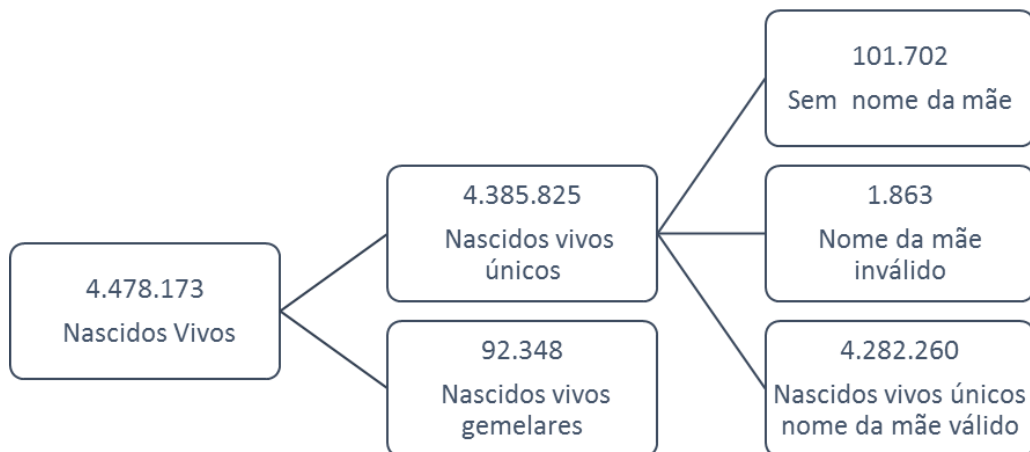 4.478.173
Nascidos Vivos
4.385.825
Nascidos vivos
únicos
92.348
Nascidos vivos
gemelares
101.702
Sem nome da mãe
1.863
Nome da mãe
inválido
4.282.260
Nascidos vivos únicos
nome da mãe válido